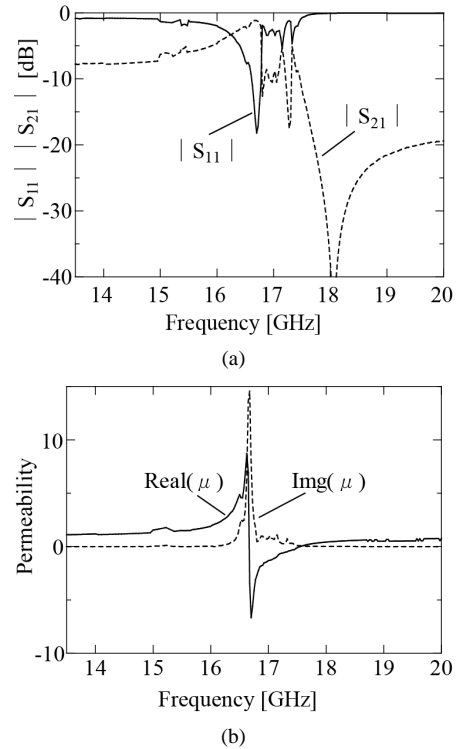 0
-10
-20
-30
-40
| S11 | | S21 | [dB]
| S11 |
| S21 |
14 15 16 17 18 19 20
Frequency [GHz]
(a)
10
0
-10
Permeability
Real( μ )
Img( μ )
14 15 16 17 18 19 20
Frequency [GHz]
(b)